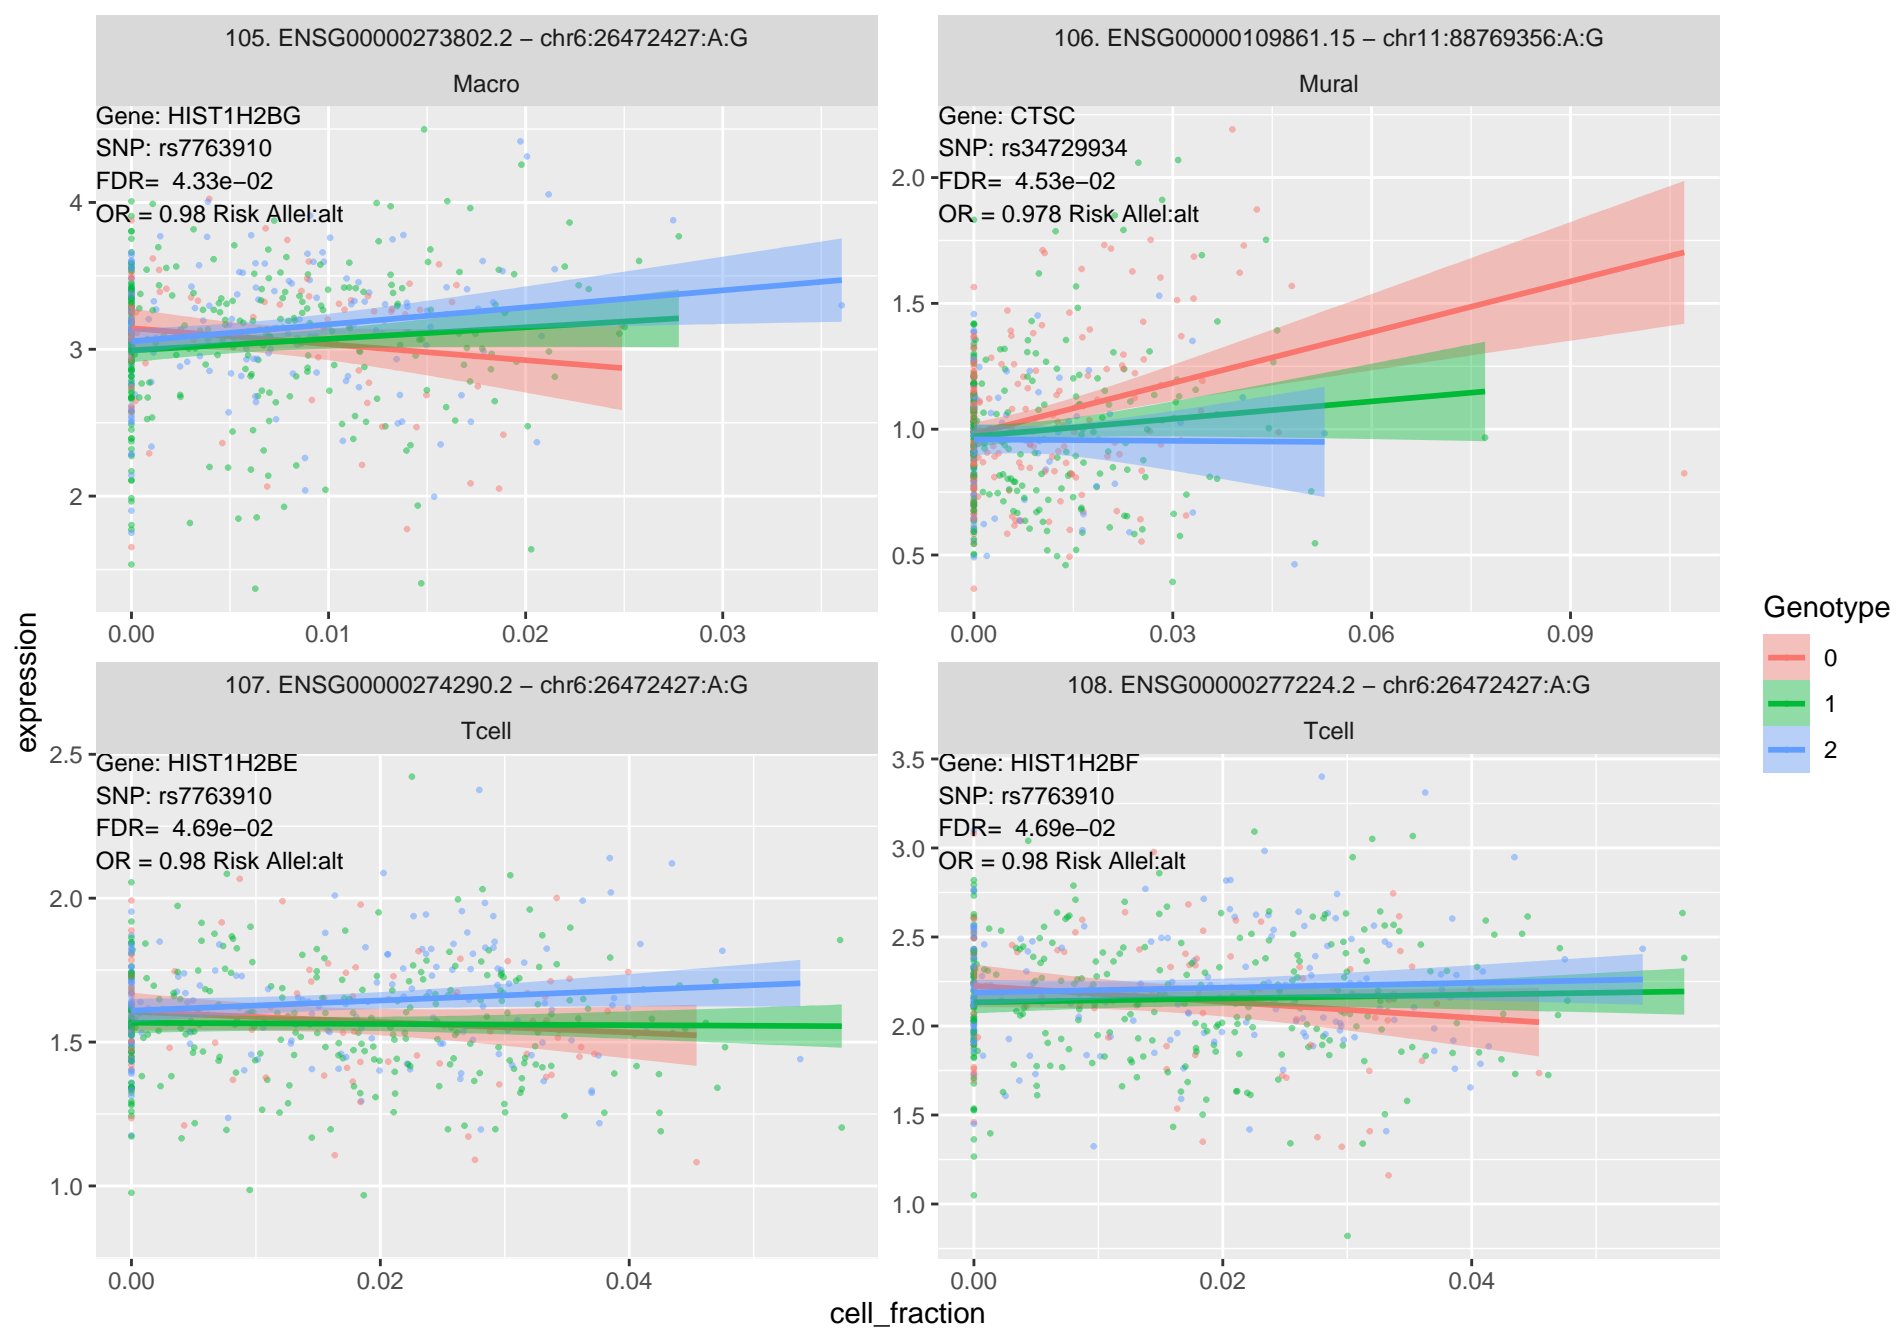 105. ENSG00000273802.2 – chr6:26472427:A:G
Macro
Gene: HIST1H2BG
SNP: rs7763910
FDR=  4.33e−02
OR = 0.98 Risk Allel:alt
4
3
2
0.00
0.01
0.02
0.03
106. ENSG00000109861.15 – chr11:88769356:A:G
Mural
Gene: CTSC
SNP: rs34729934
FDR=  4.53e−02
OR = 0.978 Risk Allel:alt
2.0
1.5
1.0
0.5
0.00
0.03
0.06
0.09
107. ENSG00000274290.2 – chr6:26472427:A:G
Tcell
Gene: HIST1H2BE
SNP: rs7763910
FDR=  4.69e−02
OR = 0.98 Risk Allel:alt
2.5
2.0
1.5
1.0
0.00
0.02
0.04
108. ENSG00000277224.2 – chr6:26472427:A:G
Tcell
Gene: HIST1H2BF
SNP: rs7763910
FDR=  4.69e−02
OR = 0.98 Risk Allel:alt
3.5
3.0
2.5
2.0
1.5
1.0
0.00
0.02
0.04
expression
cell_fraction
Genotype
0
1
2